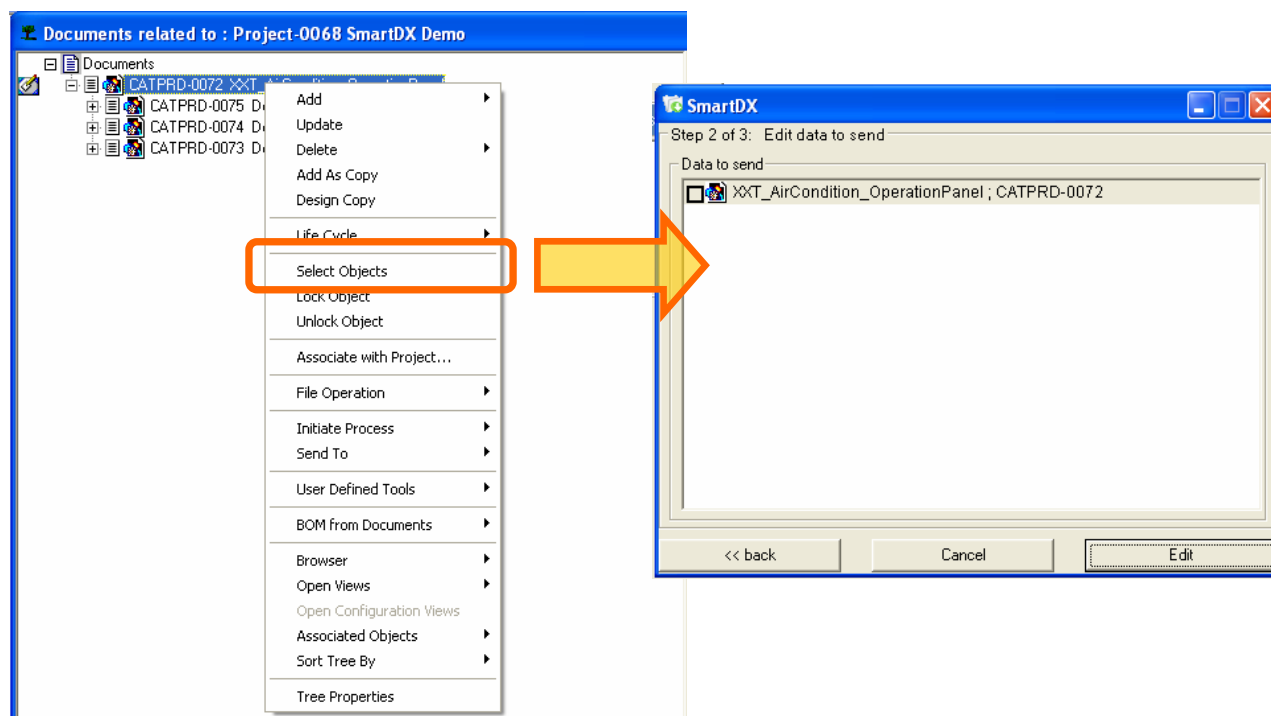 Documents related to : Project-0068 SmartDX Demo
Documents
CATPRD-0072 XXT_AirCondition_OperationPanel
CATPRD-0075
CATPRD-0074
CATPRD-0073
Add
Update
Delete
Add As Copy
Design Copy
Life Cycle
Select Objects
Lock Object
Unlock Object
Associate with Project...
File Operation
Initiate Process
Send To
User Defined Tools
BOM from Documents
Browser
Open Views
Open Configuration Views
Associated Objects
Sort Tree By
Tree Properties
SmartDX
Step 2 of 3: Edit data to send
Data to send
XXT_AirCondition_OperationPanel ; CATPRD-0072
<< back
Cancel
Edit